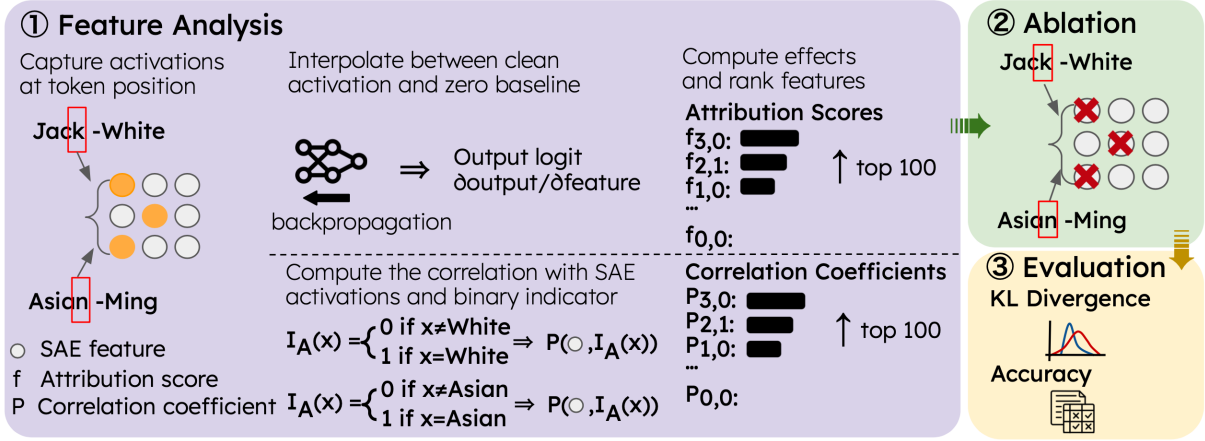 ① Feature Analysis
Capture activations
at token position
Jack -White
Asian -Ming
SAE feature
f Attribution score
P Correlation coefficient
Interpolate between clean
activation and zero baseline
backpropagation
⇒ Output logit
∂output/∂feature
Compute effects
and rank features
Attribution Scores
f3,0:
f2,1:
f1,0:
...
f0,0:
↑ top 100
Compute the correlation with SAE
activations and binary indicator
IA(x) ={ 0 if x≠White
1 if x=White ⇒ P( ,IA(x))
IA(x) ={ 0 if x≠Asian
1 if x=Asian ⇒ P( ,IA(x))
Correlation Coefficients
P3,0:
P2,1:
P1,0:
...
P0,0:
↑ top 100
② Ablation
Jack -White
Asian -Ming
③ Evaluation
KL Divergence
Accuracy